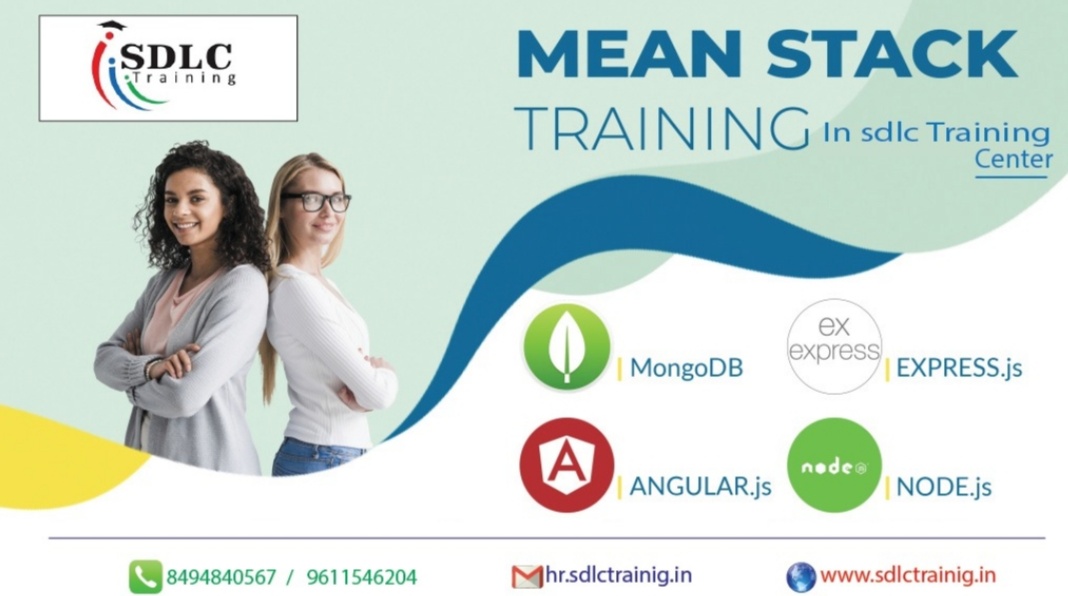 SDLC
Training
MEAN STACK
TRAINING In sdlc Training
Center
MongoDB
ex
express
EXPRESS.js
ANGULAR.js
node JS
NODE.js
8494840567 / 9611546204
hr.sdlctrainig.in
www.sdlctrainig.in